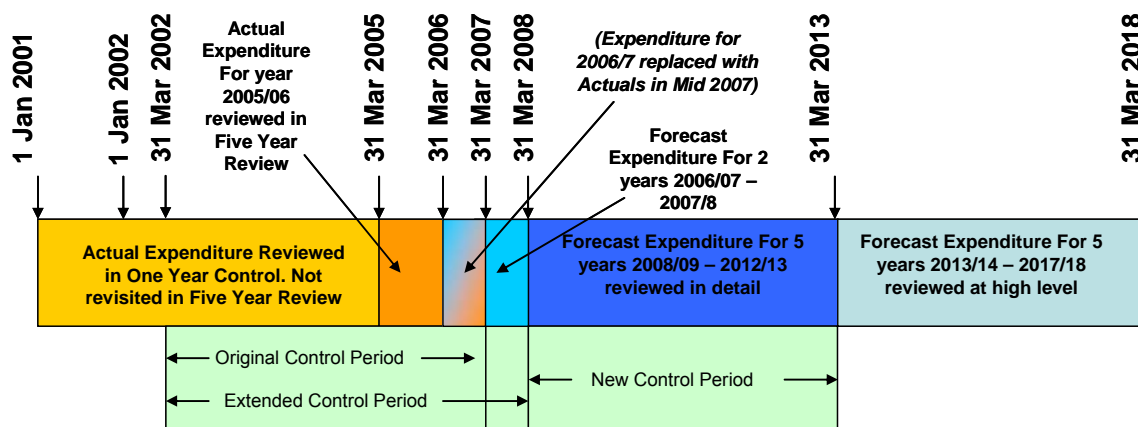 1 Jan 2001
1 Jan 2002
31 Mar 2002
Actual
Expenditure
For year
2005/06
reviewed in
Five Year
Review
31 Mar 2005
31 Mar 2006
31 Mar 2007
31 Mar 2008
(Expenditure for
2006/7 replaced with
Actuals in Mid 2007)
Forecast
Expenditure For 2
years 2006/07 –
2007/8
31 Mar 2013
31 Mar 2018
Actual Expenditure Reviewed
in One Year Control. Not
revisited in Five Year Review
Forecast Expenditure For 5
years 2008/09 – 2012/13
reviewed in detail
Forecast Expenditure For 5
years 2013/14 – 2017/18
reviewed at high level
Original Control Period
Extended Control Period
New Control Period